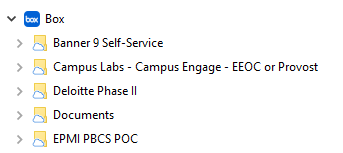 box Box
Banner 9 Self-Service
Campus Labs - Campus Engage - EEOC or Provost
Deloitte Phase II
Documents
EPMI PBCS POC